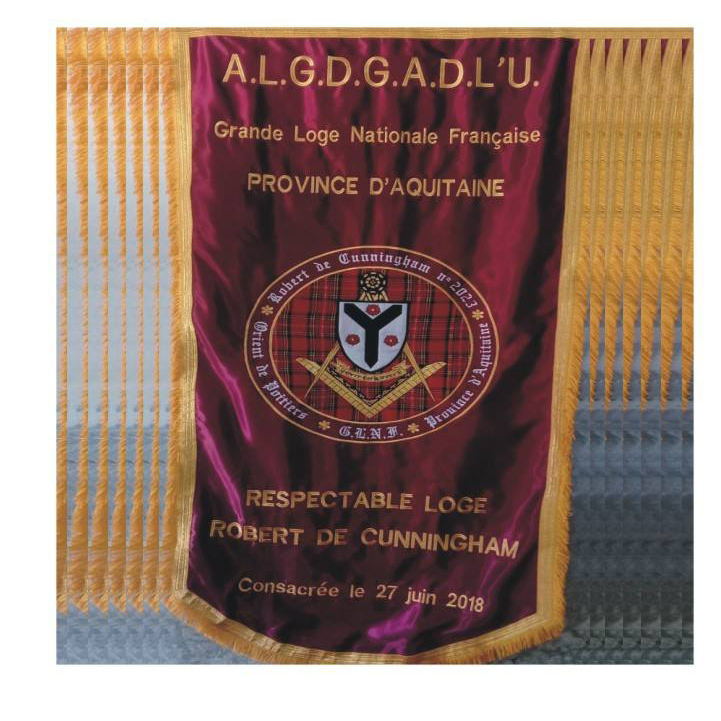 A.L.G.D.G.A.D.L'U.
Grande Loge Nationale Française
PROVINCE D'AQUITAINE
Robert de Cunningham n° 2023
Orient de Poitiers
Province d'Aquitaine
G.L.N.F.
RESPECTABLE LOGE
ROBERT DE CUNNINGHAM
Consacrée le 27 juin 2018